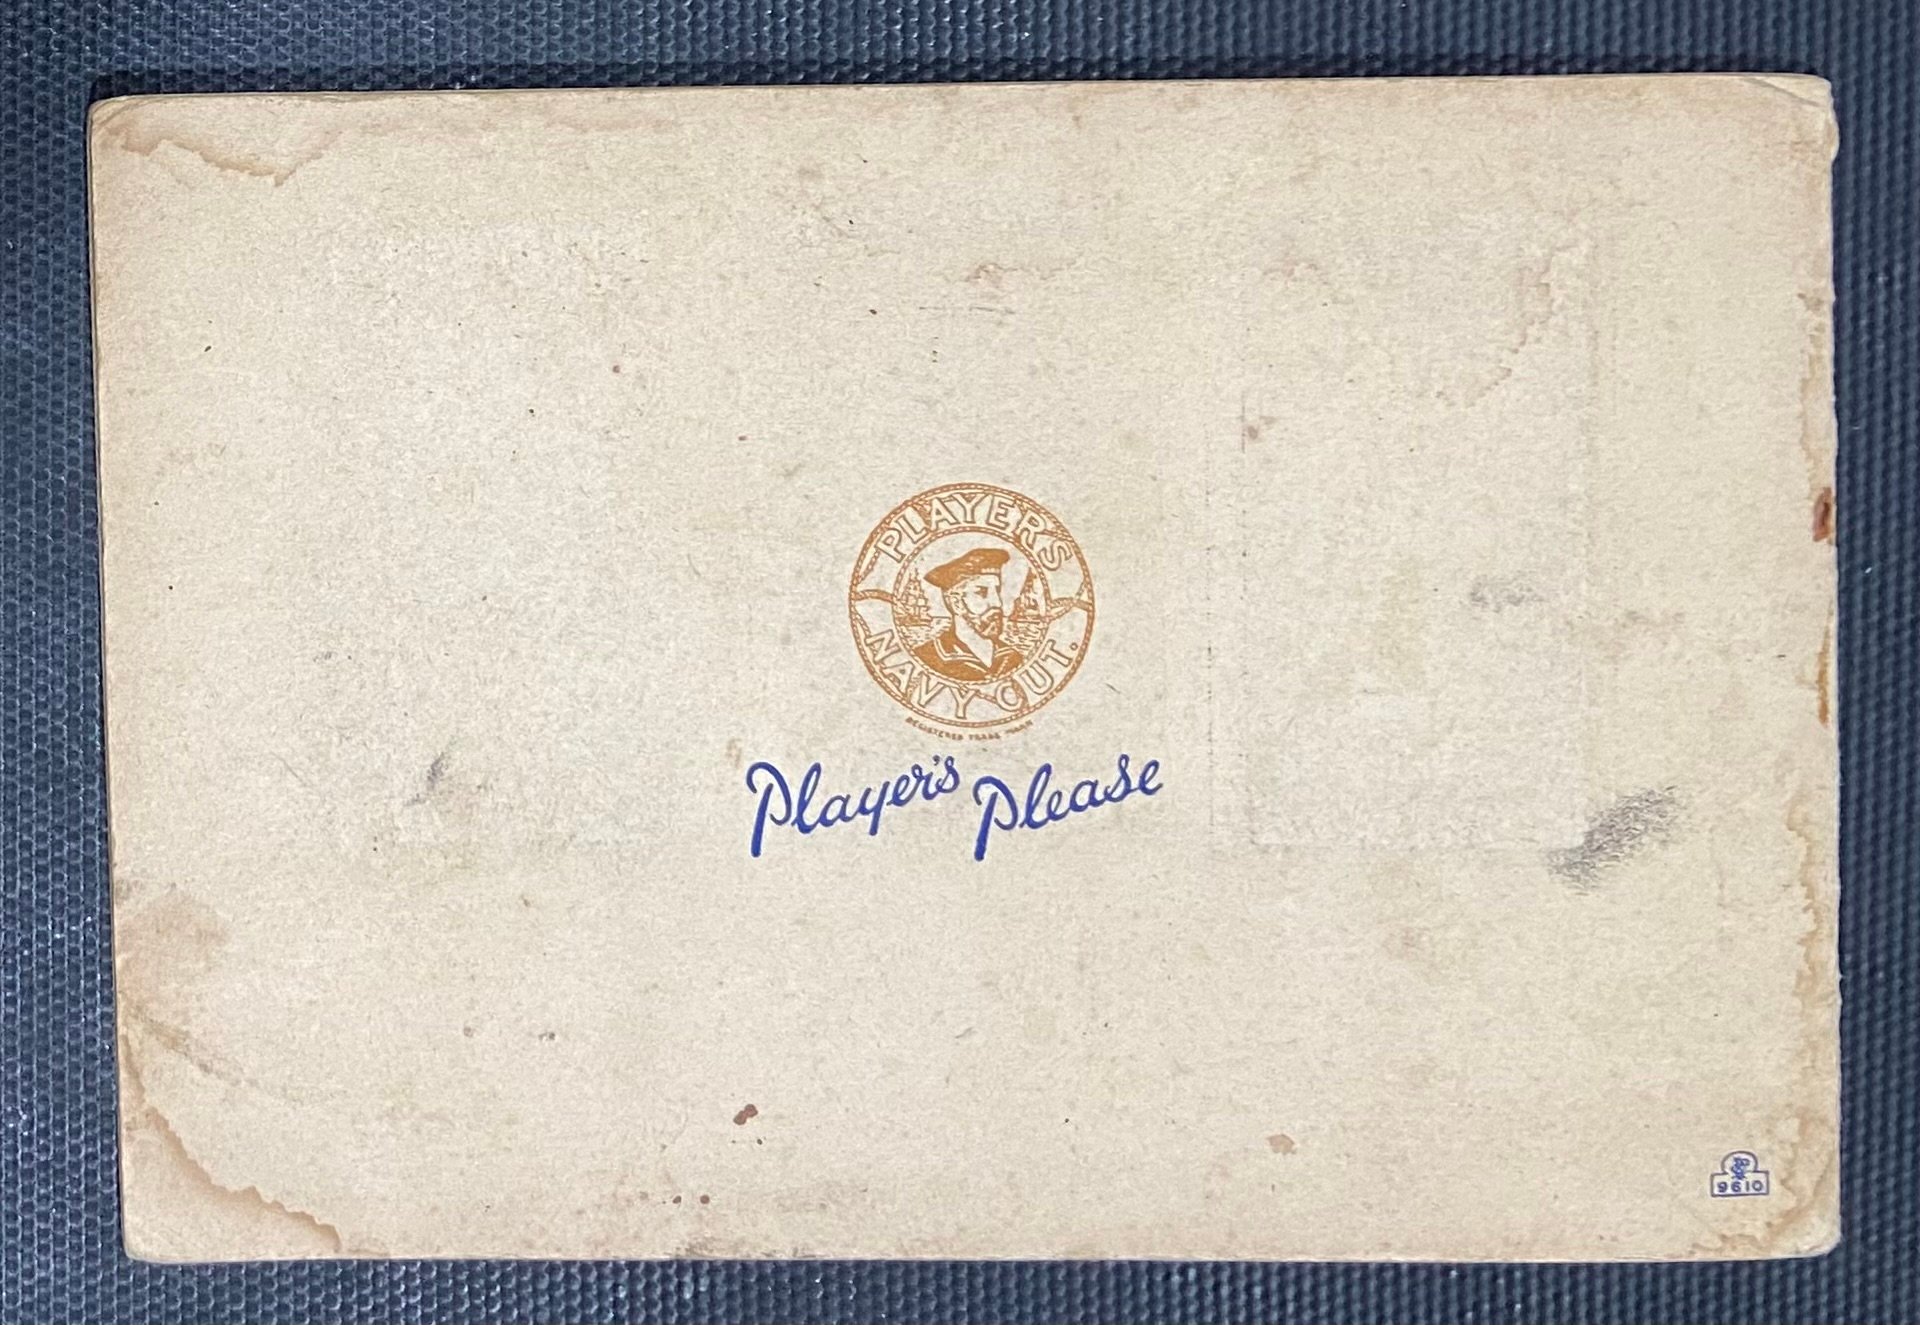 PLAYER'S
NAVY CUT.
REGISTERED TRADE MARK
Player's Please
9610